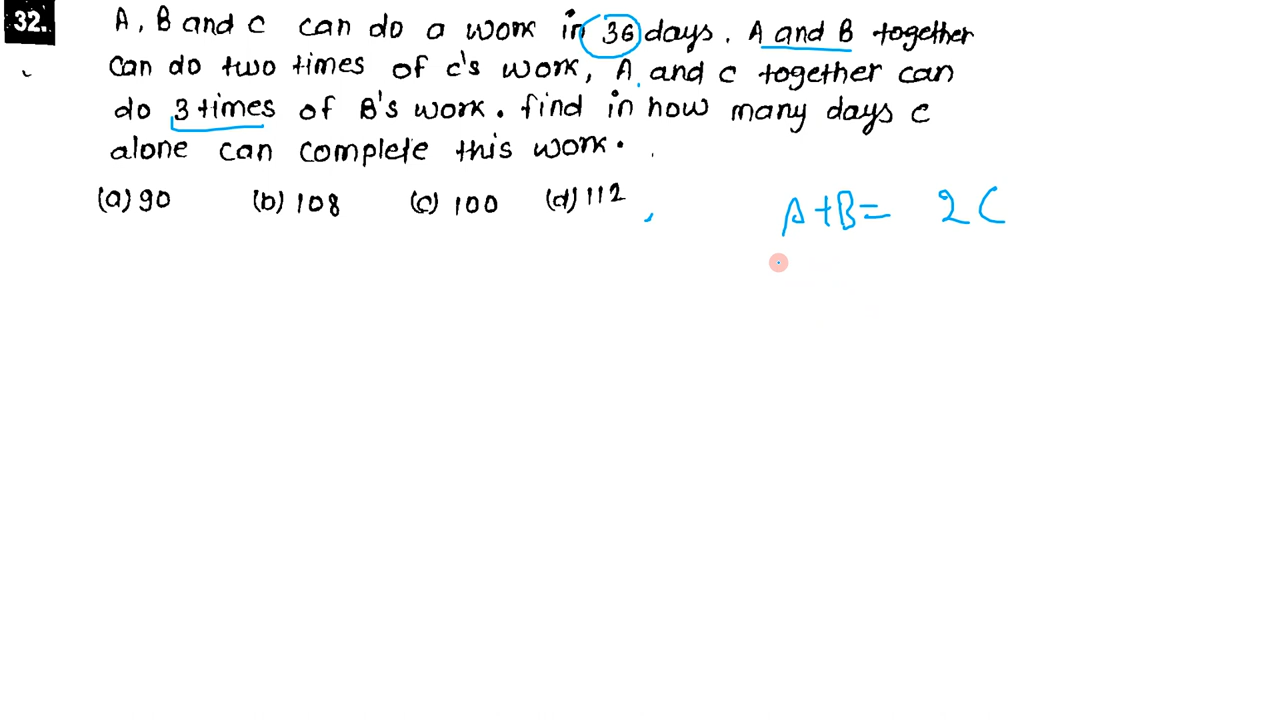 32. A, B and c can do a work in 36 days. A and B together
can do two times of c's work, A and c together can
do 3 times of B's work. find in how many days c
alone can complete this work.
(a) 90 (b) 108 (c) 100 (d) 112
A+B= 2C